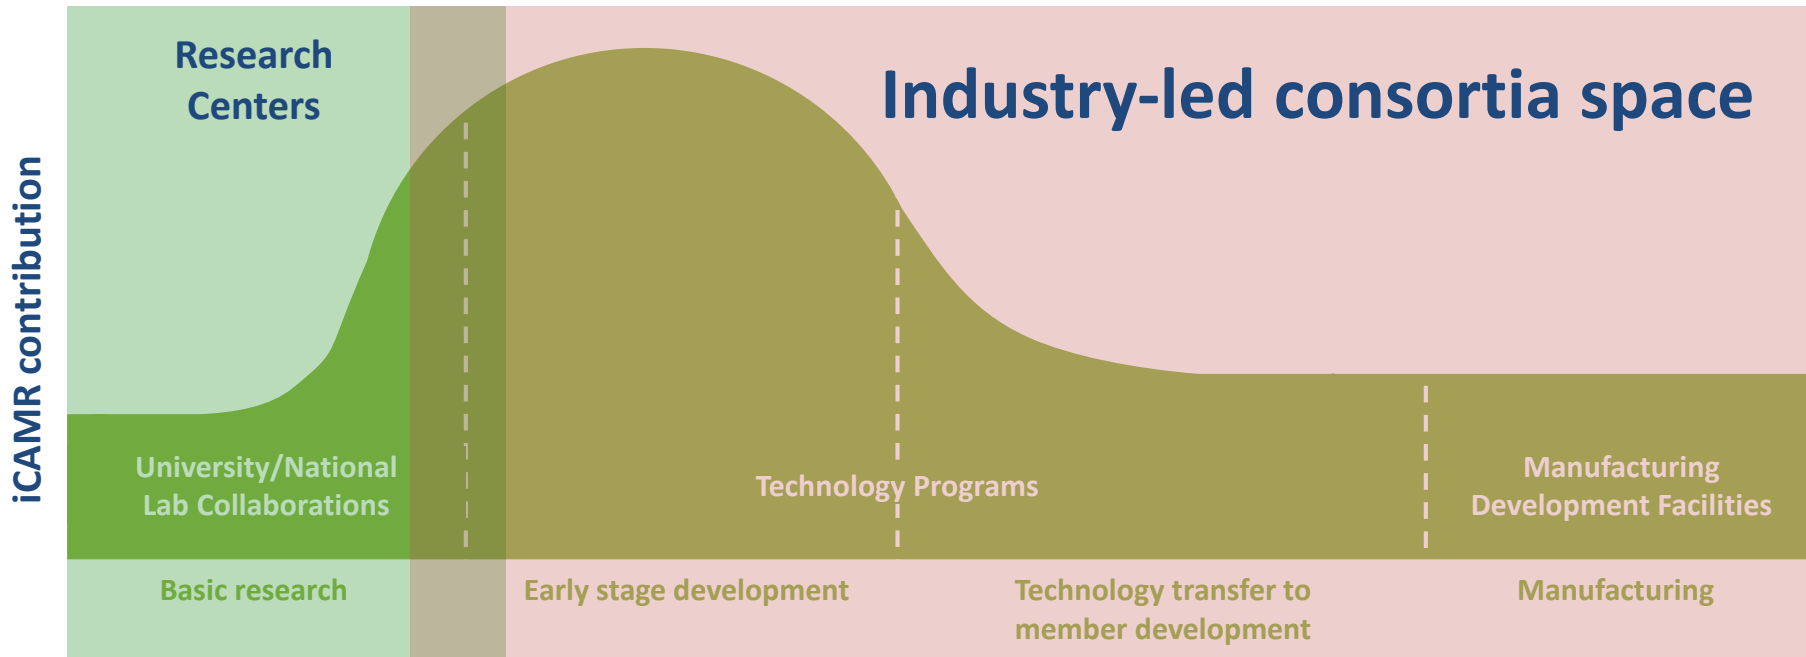 Research
Centers
Industry-led consortia space
iCAMR contribution
University/National
Lab Collaborations
Technology Programs
Manufacturing
Development Facilities
Basic research
Early stage development
Technology transfer to
member development
Manufacturing